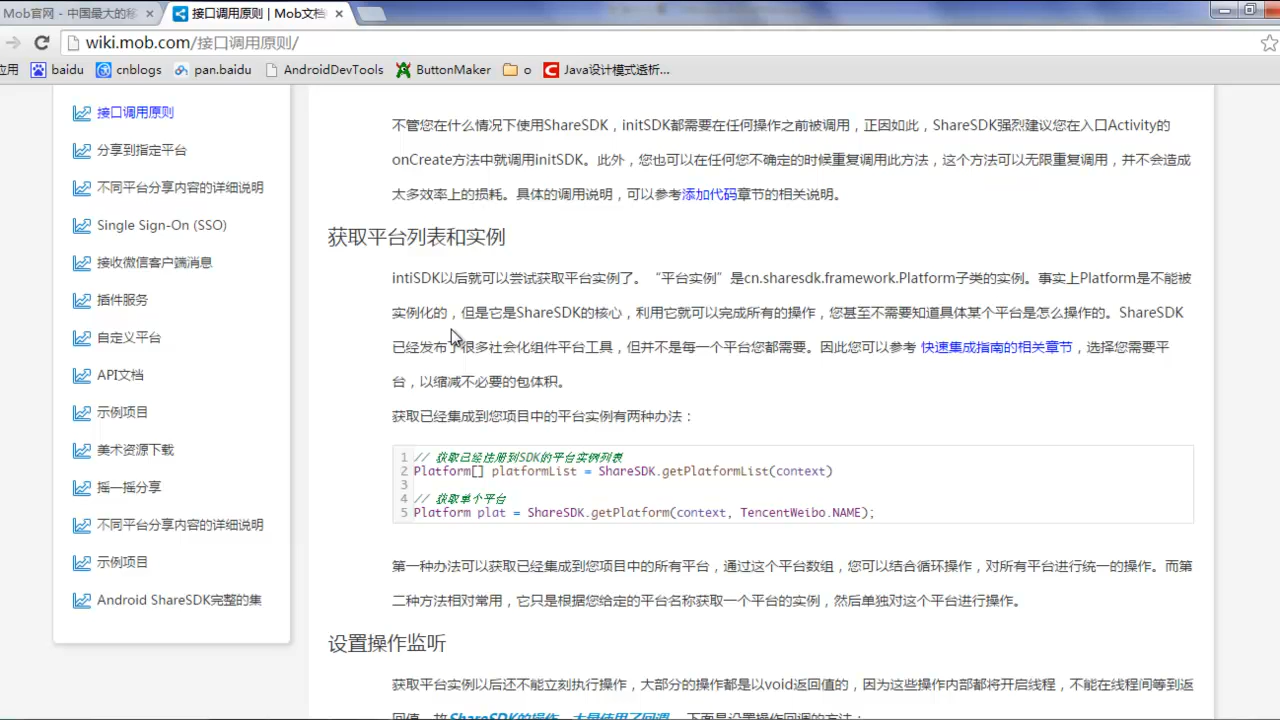 Mob官网 - 中国最大的移
接口调用原则 | Mob文档
wiki.mob.com/接口调用原则/
应用 baidu cnblogs pan.baidu AndroidDevTools ButtonMaker o Java设计模式透析...
接口调用原则
分享到指定平台
不同平台分享内容的详细说明
Single Sign-On (SSO)
接收微信客户端消息
插件服务
自定义平台
API文档
示例项目
美术资源下载
摇一摇分享
不同平台分享内容的详细说明
示例项目
Android ShareSDK完整的集
不管您在什么情况下使用ShareSDK，initSDK都需要在任何操作之前被调用，正因如此，ShareSDK强烈建议您在入口Activity的
onCreate方法中就调用initSDK。此外，您也可以在任何您不确定的时候重复调用此方法，这个方法可以无限重复调用，并不会造成
太多效率上的损耗。具体的调用说明，可以参考添加代码章节的相关说明。
获取平台列表和实例
intiSDK以后就可以尝试获取平台实例了。“平台实例”是cn.sharesdk.framework.Platform子类的实例。事实上Platform是不能被
实例化的，但是它是ShareSDK的核心，利用它就可以完成所有的操作，您甚至不需要知道具体某个平台是怎么操作的。ShareSDK
已经发布了很多社会化组件平台工具，但并不是每一个平台您都需要。因此您可以参考 快速集成指南的相关章节，选择您需要平
台，以缩减不必要的包体积。
获取已经集成到您项目中的平台实例有两种办法：
1 // 获取已经注册到SDK的平台实例列表
2 Platform[] platformList = ShareSDK.getPlatformList(context)
3
4 // 获取单个平台
5 Platform plat = ShareSDK.getPlatform(context, TencentWeibo.NAME);
第一种办法可以获取已经集成到您项目中的所有平台，通过这个平台数组，您可以结合循环操作，对所有平台进行统一的操作。而第
二种方法相对常用，它只是根据您给定的平台名称获取一个平台的实例，然后单独对这个平台进行操作。
设置操作监听
获取平台实例以后还不能立刻执行操作，大部分的操作都是以void返回值的，因为这些操作内部都将开启线程，不能在线程间等到返
回值。故ShareSDK的操作，大量使用了回调。下面是设置操作回调的方法：